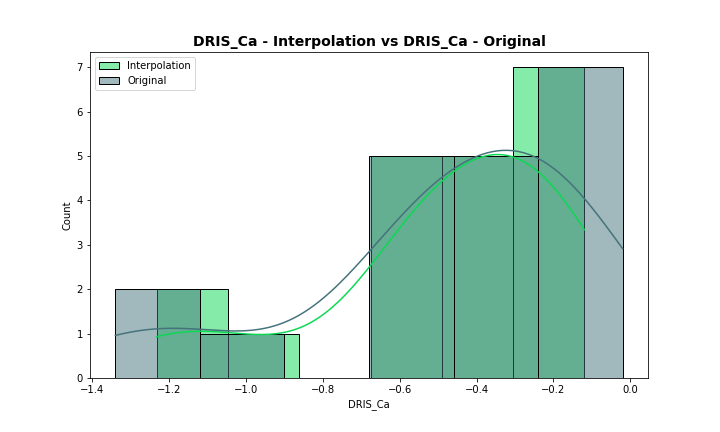 DRIS_Ca - Interpolation vs DRIS_Ca - Original
Interpolation
Original
7
6
5
4
3
2
1
0
Count
−1.4 −1.2 −1.0 −0.8 −0.6 −0.4 −0.2 0.0
DRIS_Ca